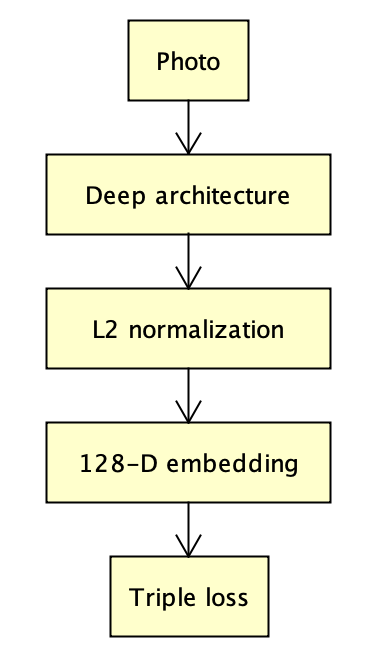 Photo
Deep architecture
L2 normalization
128-D embedding
Triple loss